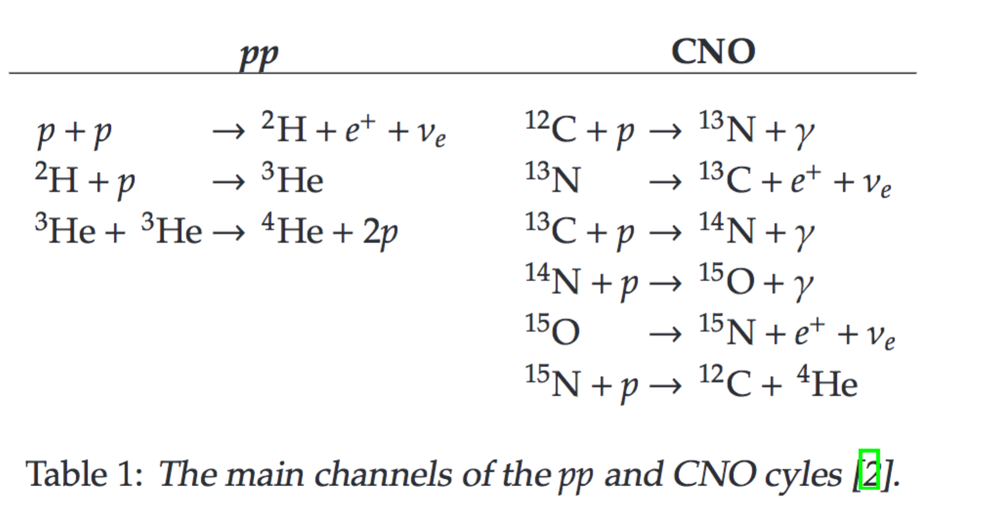 pp CNO
p + p → ²H + e⁺ + νₑ ¹²C + p → ¹³N + γ
²H + p → ³He ¹³N → ¹³C + e⁺ + νₑ
³He + ³He → ⁴He + 2p ¹³C + p → ¹⁴N + γ
¹⁴N + p → ¹⁵O + γ
¹⁵O → ¹⁵N + e⁺ + νₑ
¹⁵N + p → ¹²C + ⁴He
Table 1: The main channels of the pp and CNO cyles [2].